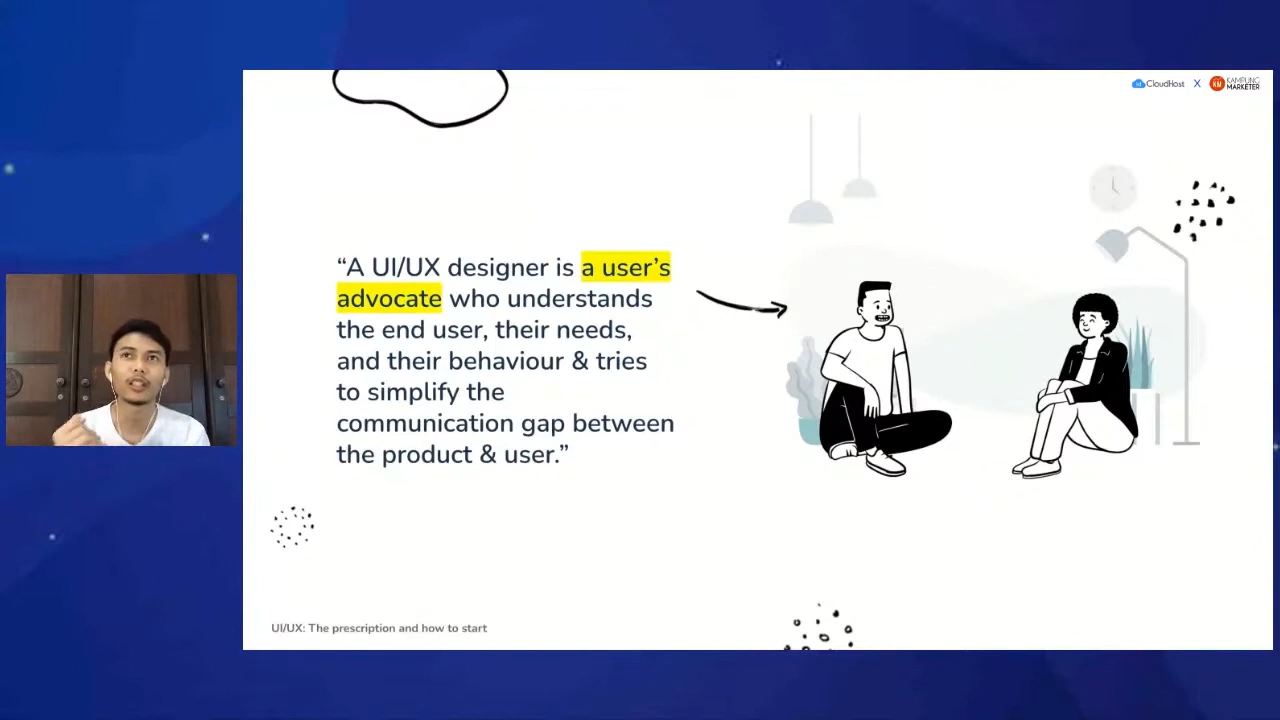 CloudHost X KAMPUNG
MARKETER
KM
“A UI/UX designer is a user’s
advocate who understands
the end user, their needs,
and their behaviour & tries
to simplify the
communication gap between
the product & user.”
UI/UX: The prescription and how to start